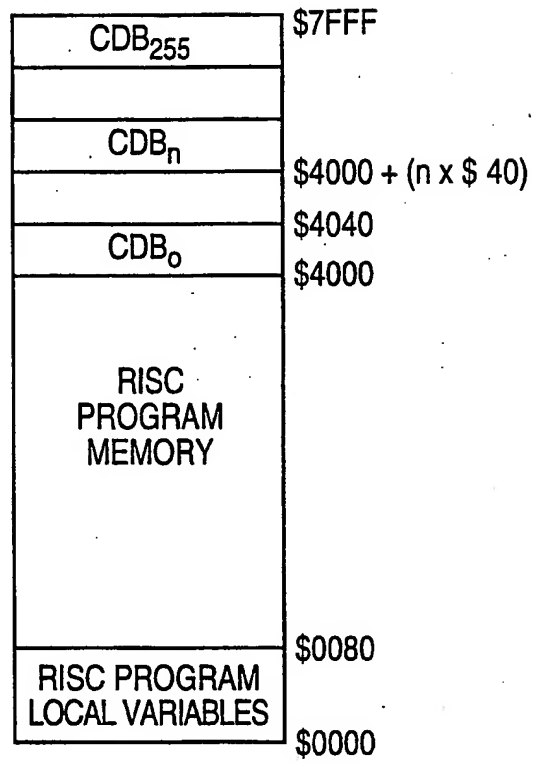 CDB255
$7FFF
CDBn
$4000 + (n x $ 40)
$4040
CDBo
$4000
RISC
PROGRAM
MEMORY
$0080
RISC PROGRAM
LOCAL VARIABLES
$0000